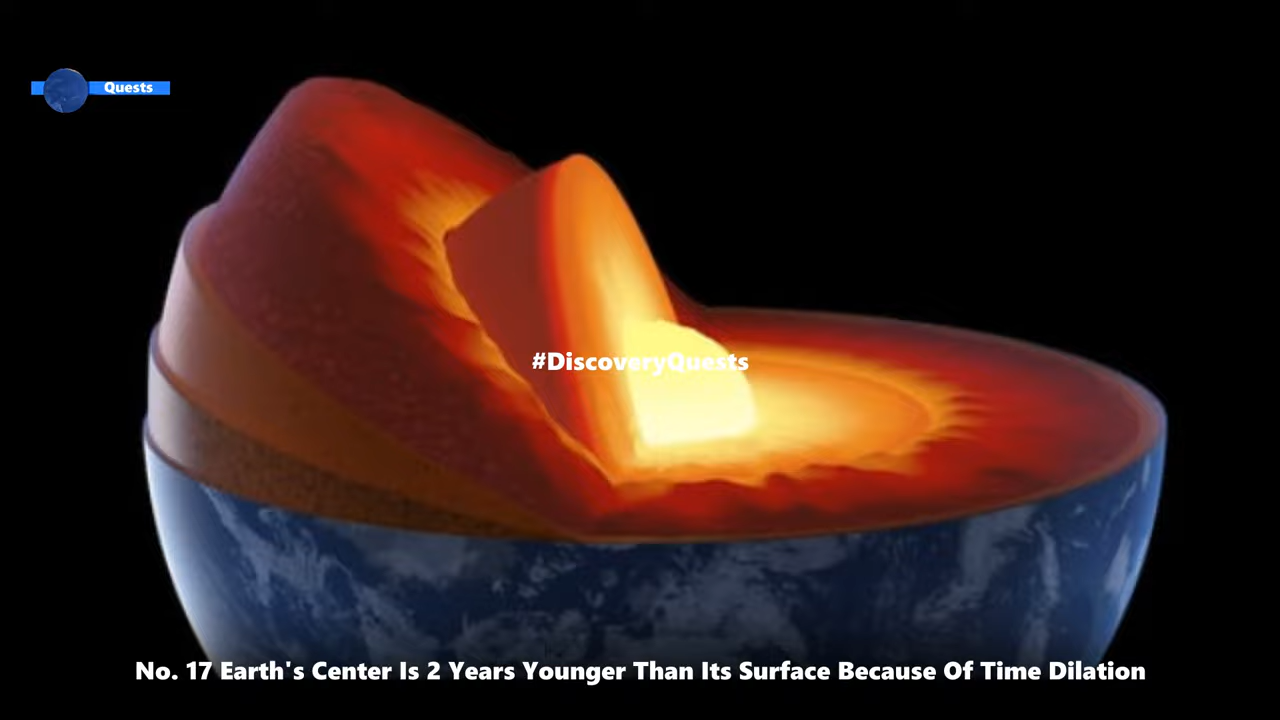 Quests
#DiscoveryQuests
No. 17 Earth's Center Is 2 Years Younger Than Its Surface Because Of Time Dilation